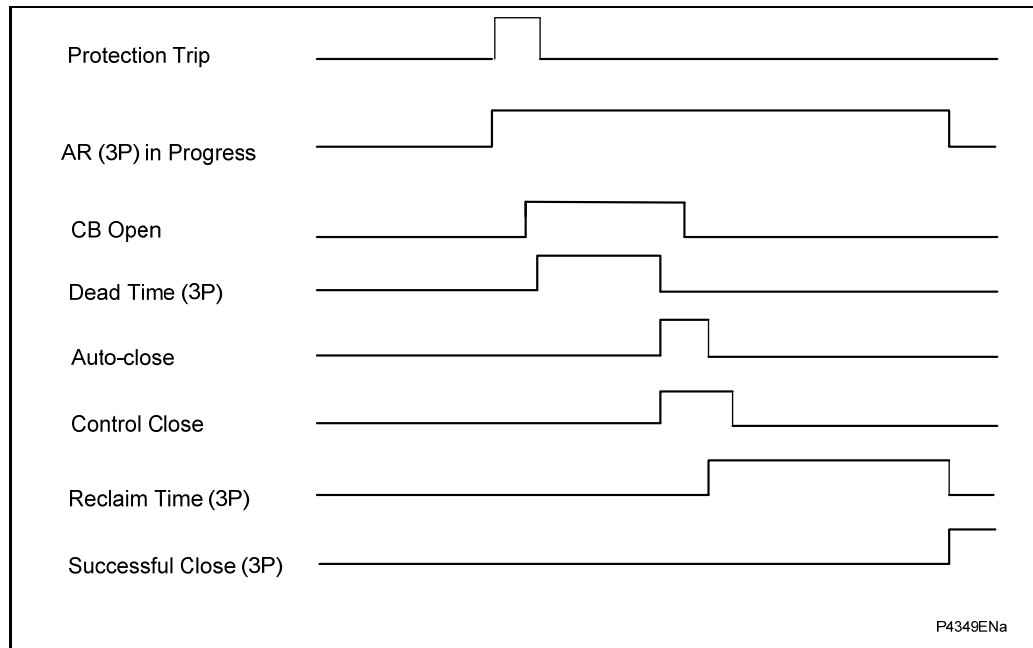 Protection Trip
AR (3P) in Progress
CB Open
Dead Time (3P)
Auto-close
Control Close
Reclaim Time (3P)
Successful Close (3P)
P4349ENa